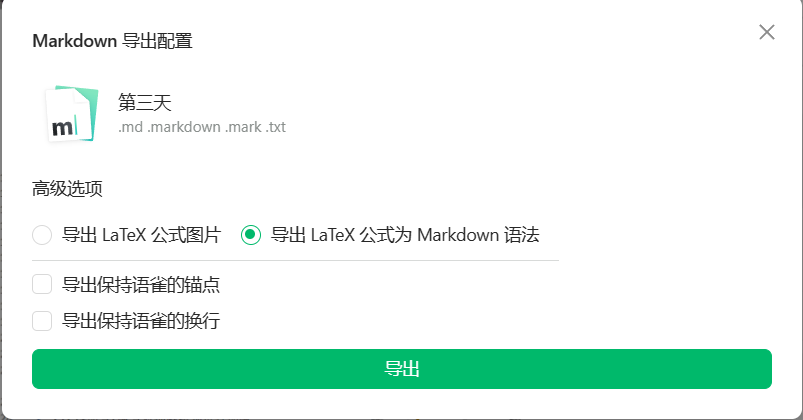 Markdown 导出配置
m
第三天
.md .markdown .mark .txt
高级选项
导出 LaTeX 公式图片 导出 LaTeX 公式为 Markdown 语法
导出保持语雀的锚点
导出保持语雀的换行
导出